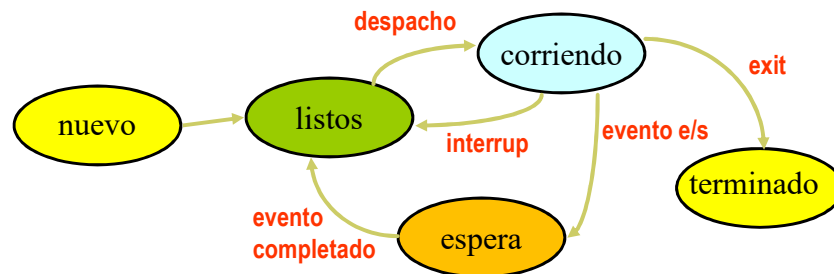 despacho
corriendo
exit
nuevo
listos
interrup
evento e/s
terminado
evento
completado
espera